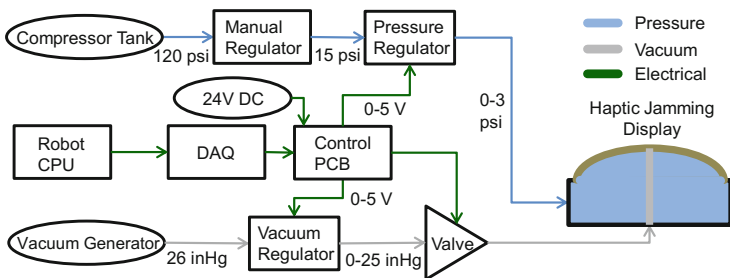 Compressor Tank
120 psi
Manual
Regulator
15 psi
Pressure
Regulator
Pressure
Vacuum
Electrical
24V DC
0-5 V
0-3
psi
Haptic Jamming
Display
Robot
CPU
DAQ
Control
PCB
0-5 V
Vacuum Generator
26 inHg
Vacuum
Regulator
0-25 inHg
Valve